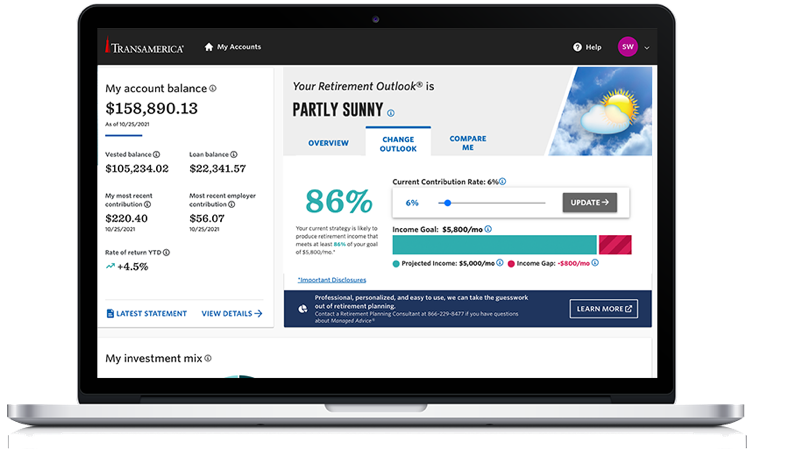 TRANSAMERICA®
My Accounts
Help
SW
My account balance
$158,890.13
As of 10/25/2021
Vested balance
$105,234.02
Loan balance
$22,341.57
My most recent
contribution
$220.40
10/25/2021
Most recent employer
contribution
$56.07
10/25/2021
Rate of return YTD
+4.5%
LATEST STATEMENT
VIEW DETAILS
Your Retirement Outlook® is
PARTLY SUNNY
OVERVIEW
CHANGE
OUTLOOK
COMPARE
ME
86%
Your current strategy is likely to
produce retirement income that
meets at least 86% of your goal
of $5,800/mo.*
*Important Disclosures
Current Contribution Rate: 6%
6%
UPDATE
Income Goal: $5,800/mo
Projected Income: $5,000/mo
Income Gap: -$800/mo
Professional, personalized, and easy to use, we can take the guesswork
out of retirement planning.
Contact a Retirement Planning Consultant at 866-229-8477 if you have questions
about Managed Advice®
LEARN MORE
My investment mix